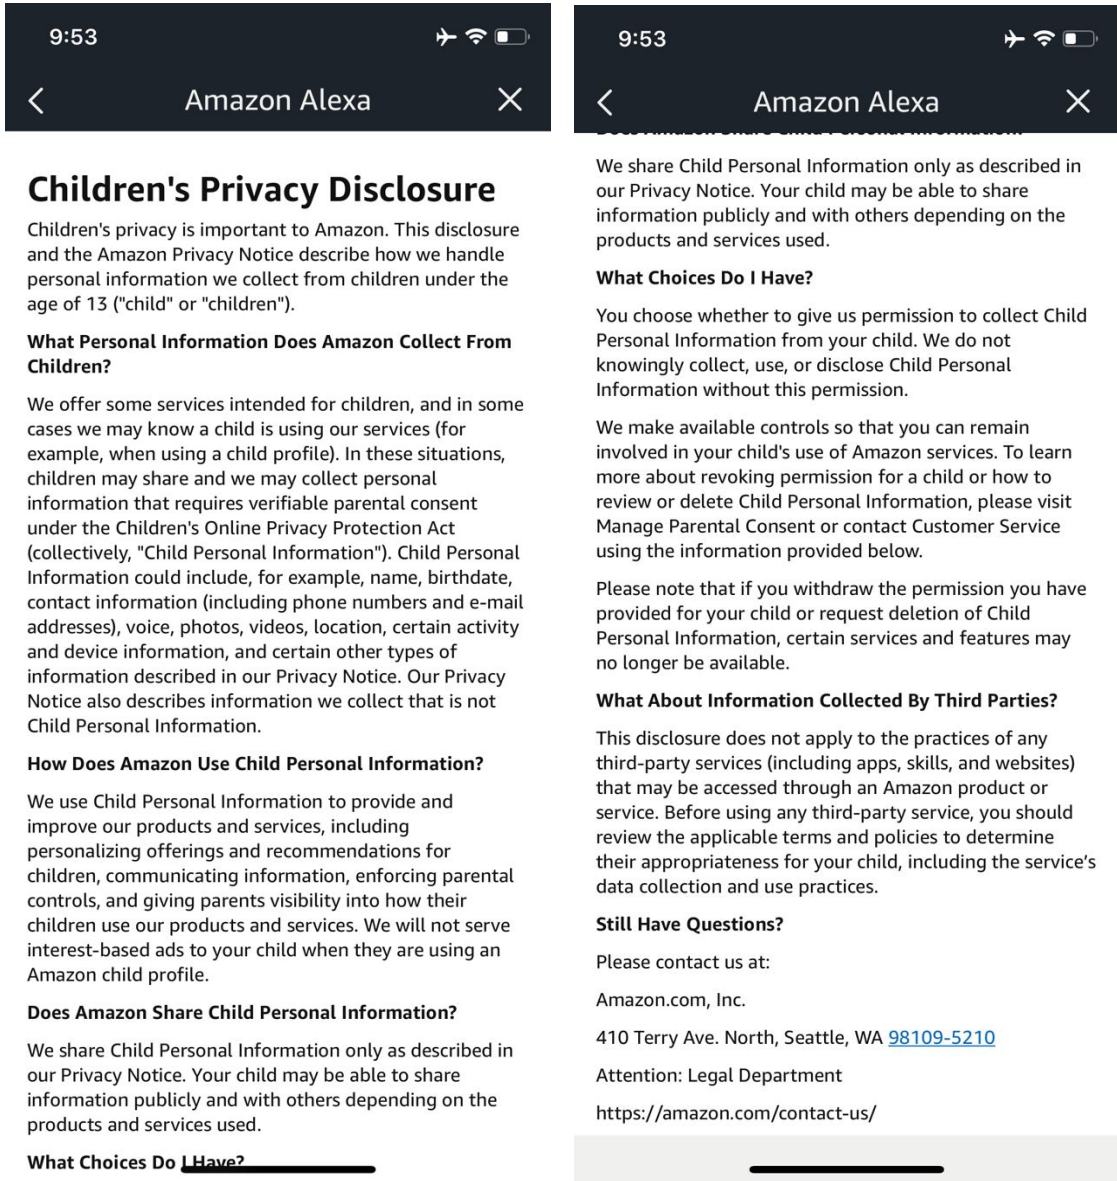 9:53
Amazon Alexa
Children's Privacy Disclosure
Children's privacy is important to Amazon. This disclosure
and the Amazon Privacy Notice describe how we handle
personal information we collect from children under the
age of 13 ("child" or "children").
What Personal Information Does Amazon Collect From
Children?
We offer some services intended for children, and in some
cases we may know a child is using our services (for
example, when using a child profile). In these situations,
children may share and we may collect personal
information that requires verifiable parental consent
under the Children's Online Privacy Protection Act
(collectively, "Child Personal Information"). Child Personal
Information could include, for example, name, birthdate,
contact information (including phone numbers and e-mail
addresses), voice, photos, videos, location, certain activity
and device information, and certain other types of
information described in our Privacy Notice. Our Privacy
Notice also describes information we collect that is not
Child Personal Information.
How Does Amazon Use Child Personal Information?
We use Child Personal Information to provide and
improve our products and services, including
personalizing offerings and recommendations for
children, communicating information, enforcing parental
controls, and giving parents visibility into how their
children use our products and services. We will not serve
interest-based ads to your child when they are using an
Amazon child profile.
Does Amazon Share Child Personal Information?
We share Child Personal Information only as described in
our Privacy Notice. Your child may be able to share
information publicly and with others depending on the
products and services used.
What Choices Do I Have?
9:53
Amazon Alexa
Does Amazon Share Child Personal Information?
We share Child Personal Information only as described in
our Privacy Notice. Your child may be able to share
information publicly and with others depending on the
products and services used.
What Choices Do I Have?
You choose whether to give us permission to collect Child
Personal Information from your child. We do not
knowingly collect, use, or disclose Child Personal
Information without this permission.
We make available controls so that you can remain
involved in your child's use of Amazon services. To learn
more about revoking permission for a child or how to
review or delete Child Personal Information, please visit
Manage Parental Consent or contact Customer Service
using the information provided below.
Please note that if you withdraw the permission you have
provided for your child or request deletion of Child
Personal Information, certain services and features may
no longer be available.
What About Information Collected By Third Parties?
This disclosure does not apply to the practices of any
third-party services (including apps, skills, and websites)
that may be accessed through an Amazon product or
service. Before using any third-party service, you should
review the applicable terms and policies to determine
their appropriateness for your child, including the service's
data collection and use practices.
Still Have Questions?
Please contact us at:
Amazon.com, Inc.
410 Terry Ave. North, Seattle, WA 98109-5210
Attention: Legal Department
https://amazon.com/contact-us/